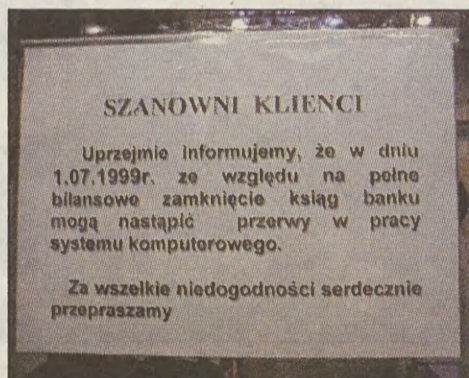 SZANOWNI KLIENCI
Uprzejmie informujemy, że w dniu
1.07.1999r. ze względu na pełne
bilansowe zamknięcie ksiąg banku
mogą nastąpić przerwy w pracy
systemu komputerowego.
Za wszelkie niedogodności serdecznie
przepraszamy